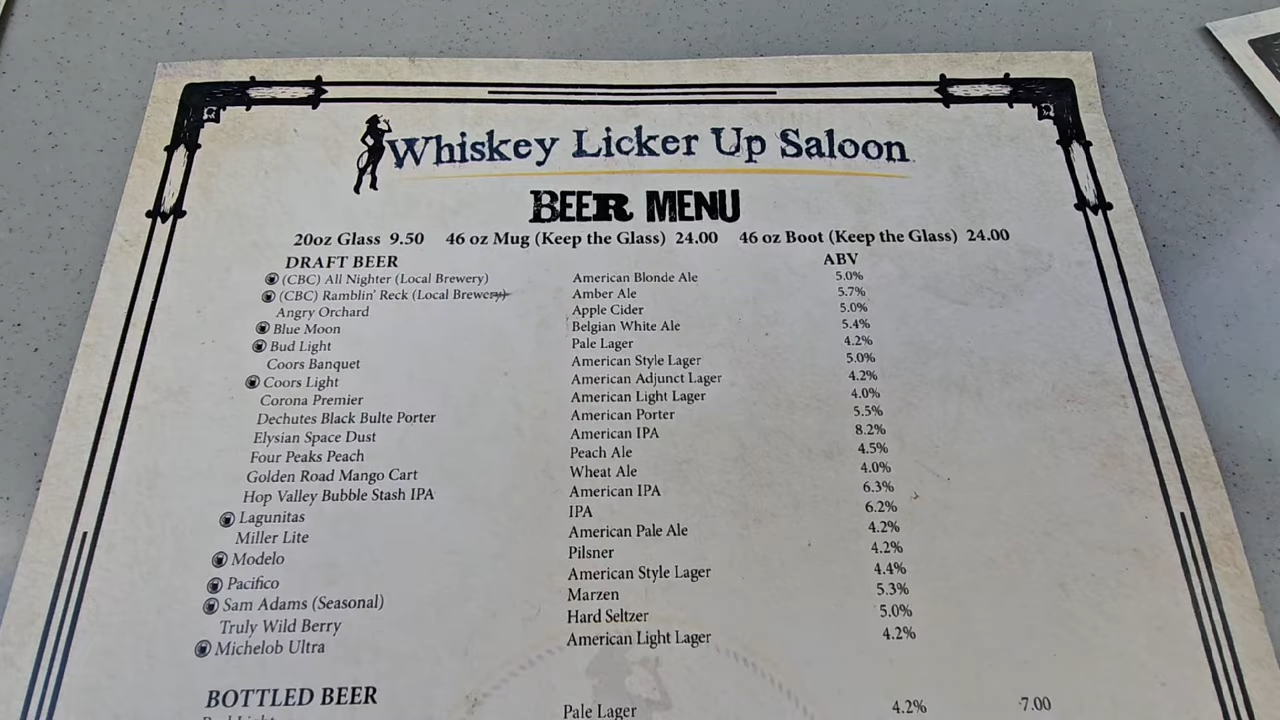 Whiskey Licker Up Saloon
BEER MENU
20oz Glass 9.50 46 oz Mug (Keep the Glass) 24.00 46 oz Boot (Keep the Glass) 24.00
DRAFT BEER ABV
(CBC) All Nighter (Local Brewery) American Blonde Ale 5.0%
(CBC) Ramblin' Reck (Local Brewery) Amber Ale 5.7%
Angry Orchard Apple Cider 5.0%
Blue Moon Belgian White Ale 5.4%
Bud Light Pale Lager 4.2%
Coors Banquet American Style Lager 5.0%
Coors Light American Adjunct Lager 4.2%
Corona Premier American Light Lager 4.0%
Dechutes Black Bulte Porter American Porter 5.5%
Elysian Space Dust American IPA 8.2%
Four Peaks Peach Peach Ale 4.5%
Golden Road Mango Cart Wheat Ale 4.0%
Hop Valley Bubble Stash IPA American IPA 6.3%
Lagunitas IPA 6.2%
Miller Lite American Pale Ale 4.2%
Modelo Pilsner 4.2%
Pacifico American Style Lager 4.4%
Sam Adams (Seasonal) Marzen 5.3%
Truly Wild Berry Hard Seltzer 5.0%
Michelob Ultra American Light Lager 4.2%
BOTTLED BEER
Pale Lager 4.2% 7.00